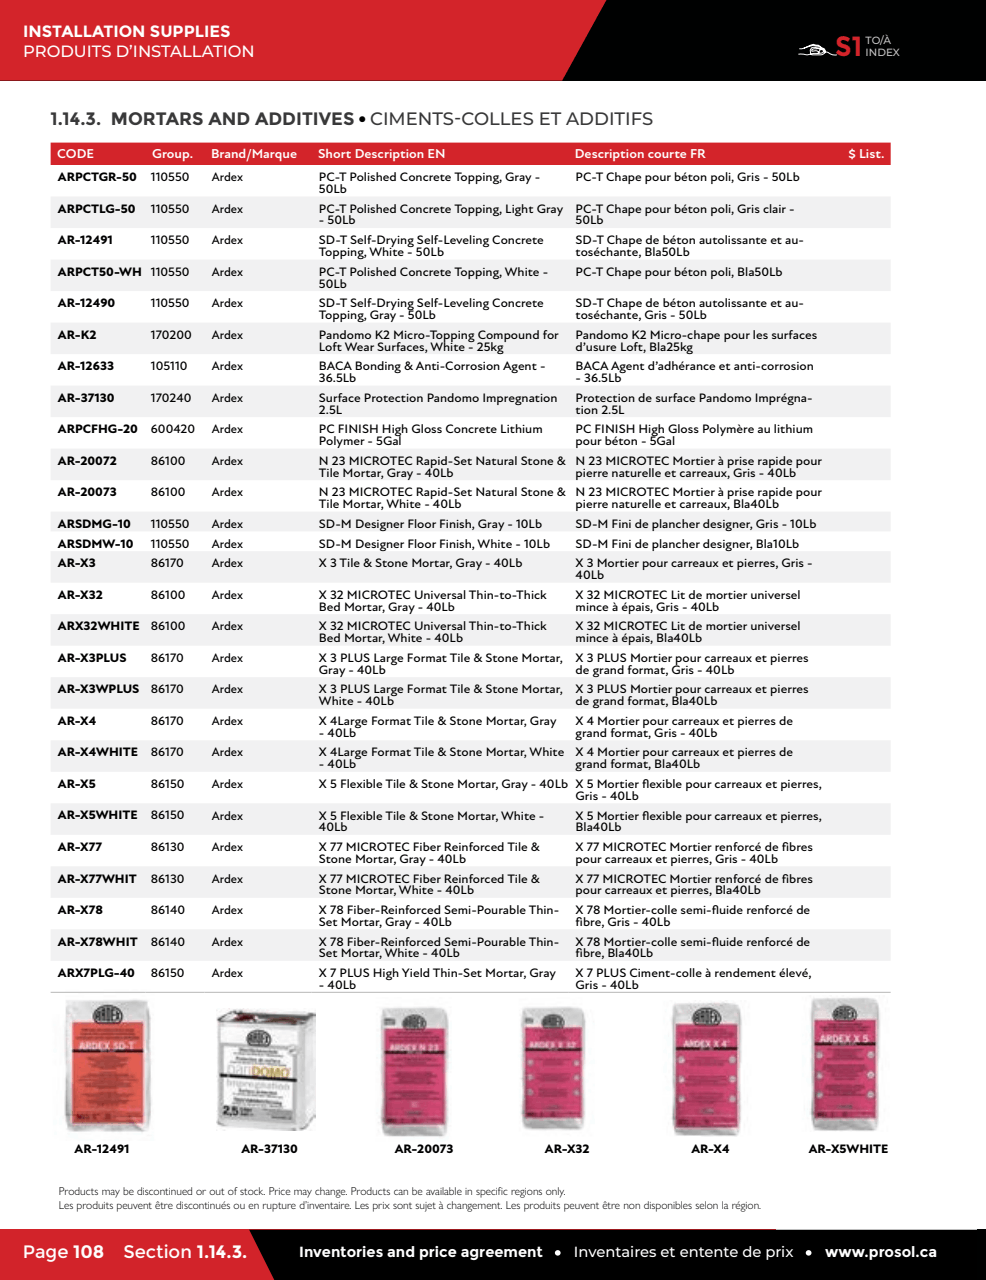 INSTALLATION SUPPLIES
PRODUITS D'INSTALLATION
S1 TO/À
INDEX
1.14.3. MORTARS AND ADDITIVES • CIMENTS-COLLES ET ADDITIFS
CODE Group. Brand/Marque Short Description EN Description courte FR $ List.
ARPCTGR-50 110550 Ardex PC-T Polished Concrete Topping, Gray - PC-T Chape pour béton poli, Gris - 50Lb
50Lb
ARPCTLG-50 110550 Ardex PC-T Polished Concrete Topping, Light Gray PC-T Chape pour béton poli, Gris clair -
- 50Lb 50Lb
AR-12491 110550 Ardex SD-T Self-Drying Self-Leveling Concrete SD-T Chape de béton autolissante et au-
Topping, White - 50Lb toséchante, Bla50Lb
ARPCT50-WH 110550 Ardex PC-T Polished Concrete Topping, White - PC-T Chape pour béton poli, Bla50Lb
50Lb
AR-12490 110550 Ardex SD-T Self-Drying Self-Leveling Concrete SD-T Chape de béton autolissante et au-
Topping, Gray - 50Lb toséchante, Gris - 50Lb
AR-K2 170200 Ardex Pandomo K2 Micro-Topping Compound for Pandomo K2 Micro-chape pour les surfaces
Loft Wear Surfaces, White - 25kg d'usure Loft, Bla25kg
AR-12633 105110 Ardex BACA Bonding & Anti-Corrosion Agent - BACA Agent d'adhérance et anti-corrosion
36.5Lb - 36.5Lb
AR-37130 170240 Ardex Surface Protection Pandomo Impregnation Protection de surface Pandomo Imprégna-
2.5L tion 2.5L
ARPCFHG-20 600420 Ardex PC FINISH High Gloss Concrete Lithium PC FINISH High Gloss Polymère au lithium
Polymer - 5Gal pour béton - 5Gal
AR-20072 86100 Ardex N 23 MICROTEC Rapid-Set Natural Stone & N 23 MICROTEC Mortier à prise rapide pour
Tile Mortar, Gray - 40Lb pierre naturelle et carreaux, Gris - 40Lb
AR-20073 86100 Ardex N 23 MICROTEC Rapid-Set Natural Stone & N 23 MICROTEC Mortier à prise rapide pour
Tile Mortar, White - 40Lb pierre naturelle et carreaux, Bla40Lb
ARSDMG-10 110550 Ardex SD-M Designer Floor Finish, Gray - 10Lb SD-M Fini de plancher designer, Gris - 10Lb
ARSDMW-10 110550 Ardex SD-M Designer Floor Finish, White - 10Lb SD-M Fini de plancher designer, Bla10Lb
AR-X3 86170 Ardex X 3 Tile & Stone Mortar, Gray - 40Lb X 3 Mortier pour carreaux et pierres, Gris -
40Lb
AR-X32 86100 Ardex X 32 MICROTEC Universal Thin-to-Thick X 32 MICROTEC Lit de mortier universel
Bed Mortar, Gray - 40Lb mince à épais, Gris - 40Lb
ARX32WHITE 86100 Ardex X 32 MICROTEC Universal Thin-to-Thick X 32 MICROTEC Lit de mortier universel
Bed Mortar, White - 40Lb mince à épais, Bla40Lb
AR-X3PLUS 86170 Ardex X 3 PLUS Large Format Tile & Stone Mortar, X 3 PLUS Mortier pour carreaux et pierres
Gray - 40Lb de grand format, Gris - 40Lb
AR-X3WPLUS 86170 Ardex X 3 PLUS Large Format Tile & Stone Mortar, X 3 PLUS Mortier pour carreaux et pierres
White - 40Lb de grand format, Bla40Lb
AR-X4 86170 Ardex X 4Large Format Tile & Stone Mortar, Gray X 4 Mortier pour carreaux et pierres de
- 40Lb grand format, Gris - 40Lb
AR-X4WHITE 86170 Ardex X 4Large Format Tile & Stone Mortar, White X 4 Mortier pour carreaux et pierres de
- 40Lb grand format, Bla40Lb
AR-X5 86150 Ardex X 5 Flexible Tile & Stone Mortar, Gray - 40Lb X 5 Mortier flexible pour carreaux et pierres,
Gris - 40Lb
AR-X5WHITE 86150 Ardex X 5 Flexible Tile & Stone Mortar, White - X 5 Mortier flexible pour carreaux et pierres,
40Lb Bla40Lb
AR-X77 86130 Ardex X 77 MICROTEC Fiber Reinforced Tile & X 77 MICROTEC Mortier renforcé de fibres
Stone Mortar, Gray - 40Lb pour carreaux et pierres, Gris - 40Lb
AR-X77WHIT 86130 Ardex X 77 MICROTEC Fiber Reinforced Tile & X 77 MICROTEC Mortier renforcé de fibres
Stone Mortar, White - 40Lb pour carreaux et pierres, Bla40Lb
AR-X78 86140 Ardex X 78 Fiber-Reinforced Semi-Pourable Thin- X 78 Mortier-colle semi-fluide renforcé de
Set Mortar, Gray - 40Lb fibre, Gris - 40Lb
AR-X78WHIT 86140 Ardex X 78 Fiber-Reinforced Semi-Pourable Thin- X 78 Mortier-colle semi-fluide renforcé de
Set Mortar, White - 40Lb fibre, Bla40Lb
ARX7PLG-40 86150 Ardex X 7 PLUS High Yield Thin-Set Mortar, Gray X 7 PLUS Ciment-colle à rendement élevé,
- 40Lb Gris - 40Lb
ARDEX ARDEX ARDEX ARDEX ARDEX ARDEX
ARDEX SD-T panDOMO ARDEX N 23 ARDEX X 32 ARDEX X 4 ARDEX X 5
Impregnation
2,5
AR-12491 AR-37130 AR-20073 AR-X32 AR-X4 AR-X5WHITE
Products may be discontinued or out of stock. Price may change. Products can be available in specific regions only.
Les produits peuvent être discontinués ou en rupture d'inventaire. Les prix sont sujet à changement. Les produits peuvent être non disponibles selon la région.
Page 108 Section 1.14.3. Inventories and price agreement • Inventaires et entente de prix • www.prosol.ca